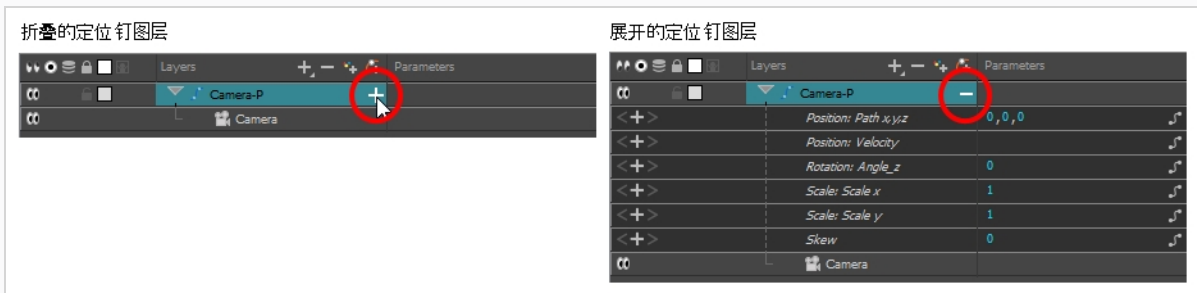 折叠的定位钉图层
Layers Parameters
Camera-P
Camera
展开的定位钉图层
Layers Parameters
Camera-P
Position: Path x,y,z 0,0,0
Position: Velocity
Rotation: Angle_z 0
Scale: Scale x 1
Scale: Scale y 1
Skew 0
Camera